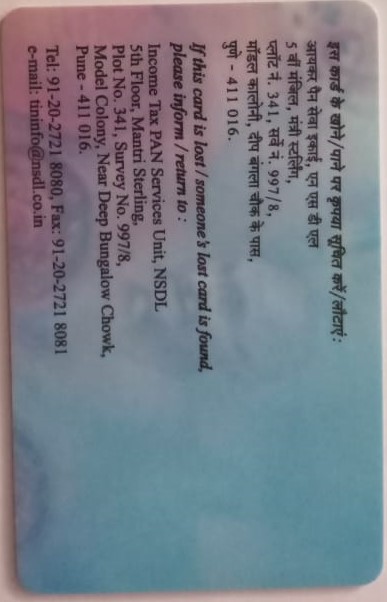 इस कार्ड के खोने/पाने पर कृपया सूचित करें/लौटाएं :
आयकर पैन सेवा इकाई, एन एस डी एल
5 वीं मंजिल, मंत्री स्टर्लिंग,
प्लॉट नं. 341, सर्वे नं. 997/8,
मॉडल कालोनी, दीप बंगला चौक के पास,
पुणे - 411 016.
If this card is lost / someone's lost card is found,
please inform / return to :
Income Tax PAN Services Unit, NSDL
5th Floor, Mantri Sterling,
Plot No. 341, Survey No. 997/8,
Model Colony, Near Deep Bungalow Chowk,
Pune - 411 016.
Tel: 91-20-2721 8080, Fax: 91-20-2721 8081
e-mail: tininfo@nsdl.co.in